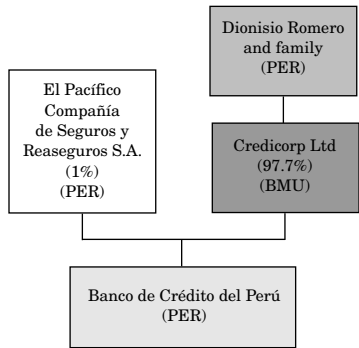 Dionisio Romero
and family
(PER)
El Pacífico
Compañía
de Seguros y
Reaseguros S.A.
(1%)
(PER)
Credicorp Ltd
(97.7%)
(BMU)
Banco de Crédito del Perú
(PER)